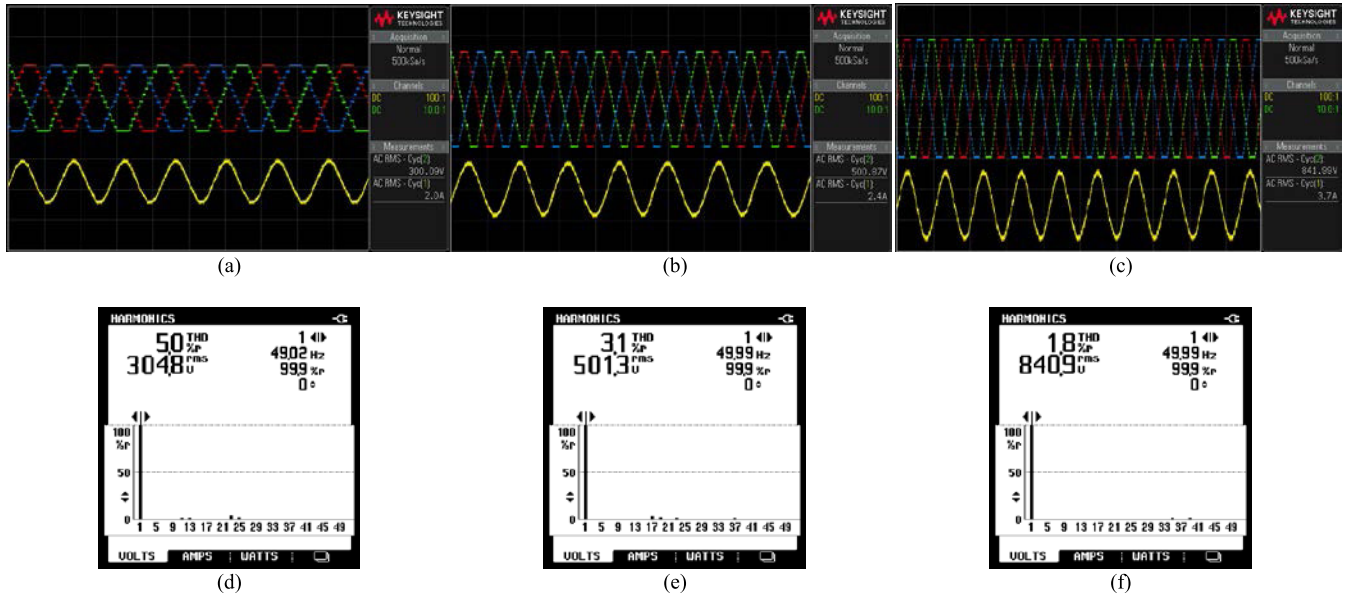 KEYSIGHT
TECHNOLOGIES
Acquisition
Normal
500kSa/s
Channels
DC 100:1
DC 10.0:1
Measurements
AC RMS - Cyc(2)
300.09V
AC RMS - Cyc(1)
2.0A
(a)
KEYSIGHT
TECHNOLOGIES
Acquisition
Normal
500kSa/s
Channels
DC 100:1
DC 10.0:1
Measurements
AC RMS - Cyc(2)
500.87V
AC RMS - Cyc(1)
2.4A
(b)
KEYSIGHT
TECHNOLOGIES
Acquisition
Normal
500kSa/s
Channels
DC 100:1
DC 10.0:1
Measurements
AC RMS - Cyc(2)
841.99V
AC RMS - Cyc(1)
3.7A
(c)
HARMONICS
5,0 THD %r 1
304,8 rms U 49,02 Hz
99,9 %r
0 °
100
%r
50
0
1 5 9 13 17 21 25 29 33 37 41 45 49
VOLTS AMPS WATTS
(d)
HARMONICS
3,1 THD %r 1
501,3 rms U 49,99 Hz
99,9 %r
0 °
100
%r
50
0
1 5 9 13 17 21 25 29 33 37 41 45 49
VOLTS AMPS WATTS
(e)
HARMONICS
1,8 THD %r 1
840,9 rms U 49,99 Hz
99,9 %r
0 °
100
%r
50
0
1 5 9 13 17 21 25 29 33 37 41 45 49
VOLTS AMPS WATTS
(f)